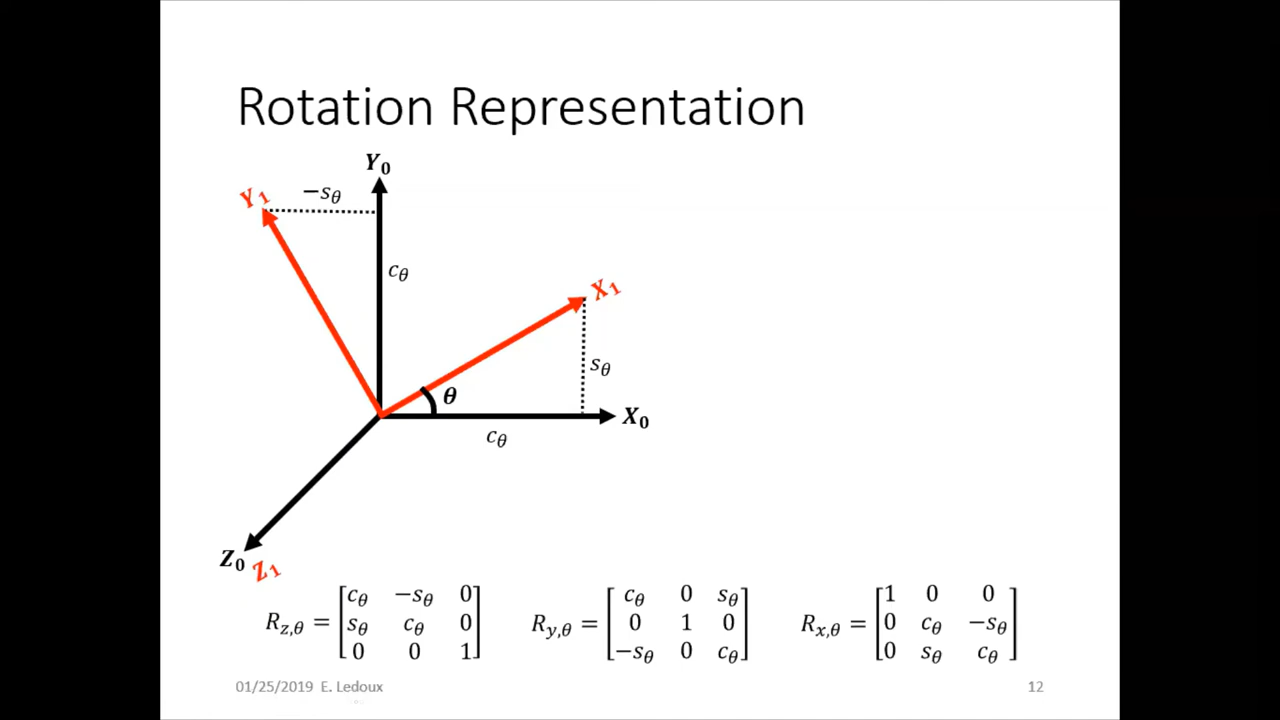 Rotation Representation
Y₀
Y₁
−s_θ
c_θ
X₁
s_θ
θ
X₀
c_θ
Z₀
Z₁
R_{z,θ} = [c_θ −s_θ 0
s_θ c_θ 0
0 0 1]
R_{y,θ} = [c_θ 0 s_θ
0 1 0
−s_θ 0 c_θ]
R_{x,θ} = [1 0 0
0 c_θ −s_θ
0 s_θ c_θ]
01/25/2019 E. Ledoux
12